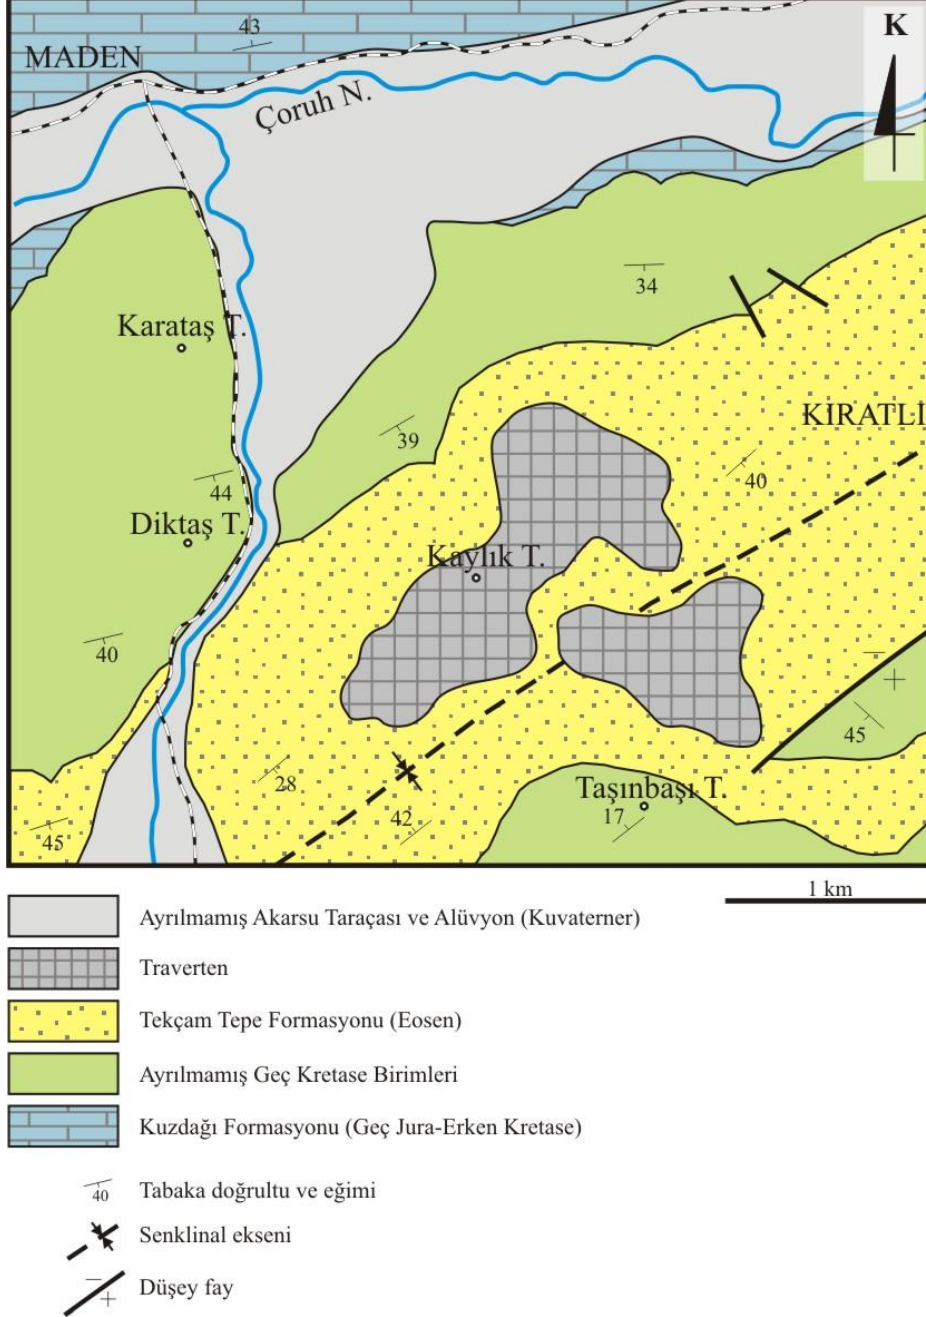 43
MADEN
K
Çoruh N.
34
Karataş T.
KIRATLI
39
40
44
Diktaş T.
Kaylık T.
40
45
28
Taşınbaşı T.
42
17
45
1 km
Ayrılmamış Akarsu Taraçası ve Alüvyon (Kuvaterner)
Traverten
Tekçam Tepe Formasyonu (Eosen)
Ayrılmamış Geç Kretase Birimleri
Kuzdağı Formasyonu (Geç Jura-Erken Kretase)
40 Tabaka doğrultu ve eğimi
Senklinal ekseni
Düşey fay